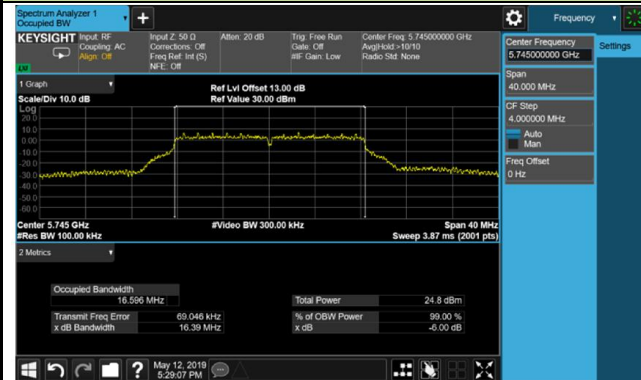 Spectrum Analyzer 1
Occupied BW
Frequency
KEYSIGHT
Input: RF
Coupling: AC
Align: Off
Input Z: 50 Ω
Corrections: Off
Freq Ref: Int (S)
NFE: Off
Atten: 20 dB
Trig: Free Run
Gate: Off
#IF Gain: Low
Center Freq: 5.745000000 GHz
Avg|Hold:>10/10
Radio Std: None
Center Frequency
5.745000000 GHz
Settings
Span
40.000 MHz
CF Step
4.000000 MHz
Auto
Man
Freq Offset
0 Hz
1 Graph
Scale/Div 10.0 dB
Ref Lvl Offset 13.00 dB
Ref Value 30.00 dBm
Log
20.0
10.0
0.00
-10.0
-20.0
-30.0
-40.0
-50.0
-60.0
Center 5.745 GHz
#Res BW 100.00 kHz
#Video BW 300.00 kHz
Span 40 MHz
Sweep 3.87 ms (2001 pts)
2 Metrics
Occupied Bandwidth
16.596 MHz
Total Power
24.8 dBm
Transmit Freq Error
69.046 kHz
% of OBW Power
99.00 %
x dB Bandwidth
16.39 MHz
x dB
-6.00 dB
?
May 12, 2019
5:29:07 PM